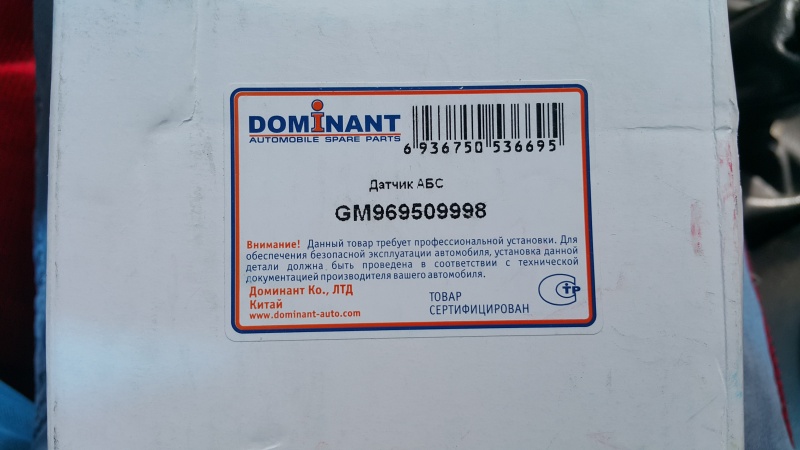 DOMiNANT
AUTOMOBILE SPARE PARTS
6 936750 536695
Датчик АБС
GM969509998
Внимание! Данный товар требует профессиональной установки. Для
обеспечения безопасной эксплуатации автомобиля, установка данной
детали должна быть проведена в соответствии с технической
документацией производителя вашего автомобиля.
Доминант Ко., ЛТД
Китай
www.dominant-auto.com
ТОВАР
СЕРТИФИЦИРОВАН
СТР